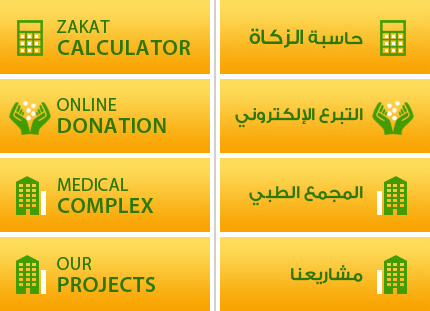 ZAKAT
CALCULATOR
حاسبة الزكاة
ONLINE
DONATION
التبرع الإلكتروني
MEDICAL
COMPLEX
المجمع الطبي
OUR
PROJECTS
مشاريعنا